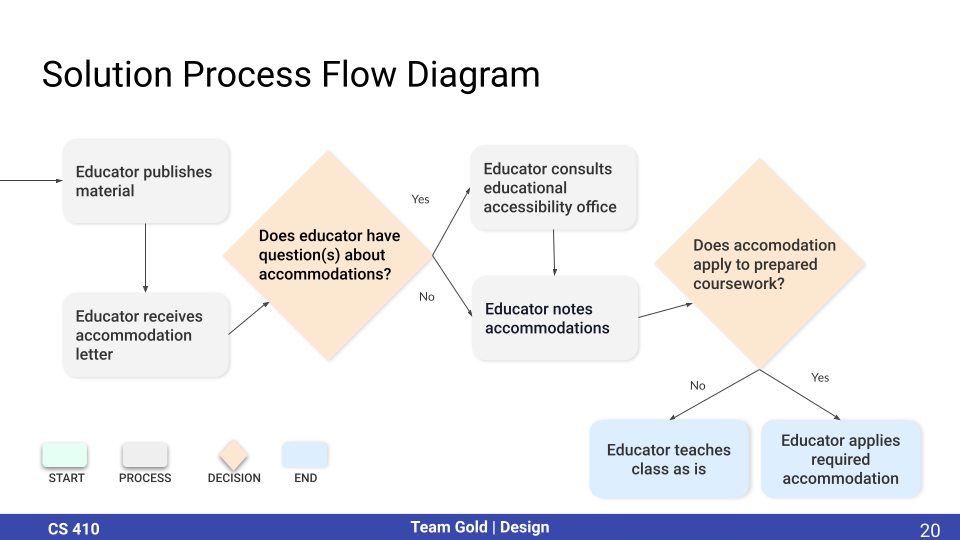 Solution Process Flow Diagram
Educator publishes
material
Educator receives
accommodation
letter
Does educator have
question(s) about
accommodations?
Yes
No
Educator consults
educational
accessibility office
Educator notes
accommodations
Does accomodation
apply to prepared
coursework?
No
Yes
Educator teaches
class as is
Educator applies
required
accommodation
START
PROCESS
DECISION
END
CS 410
Team Gold | Design
20